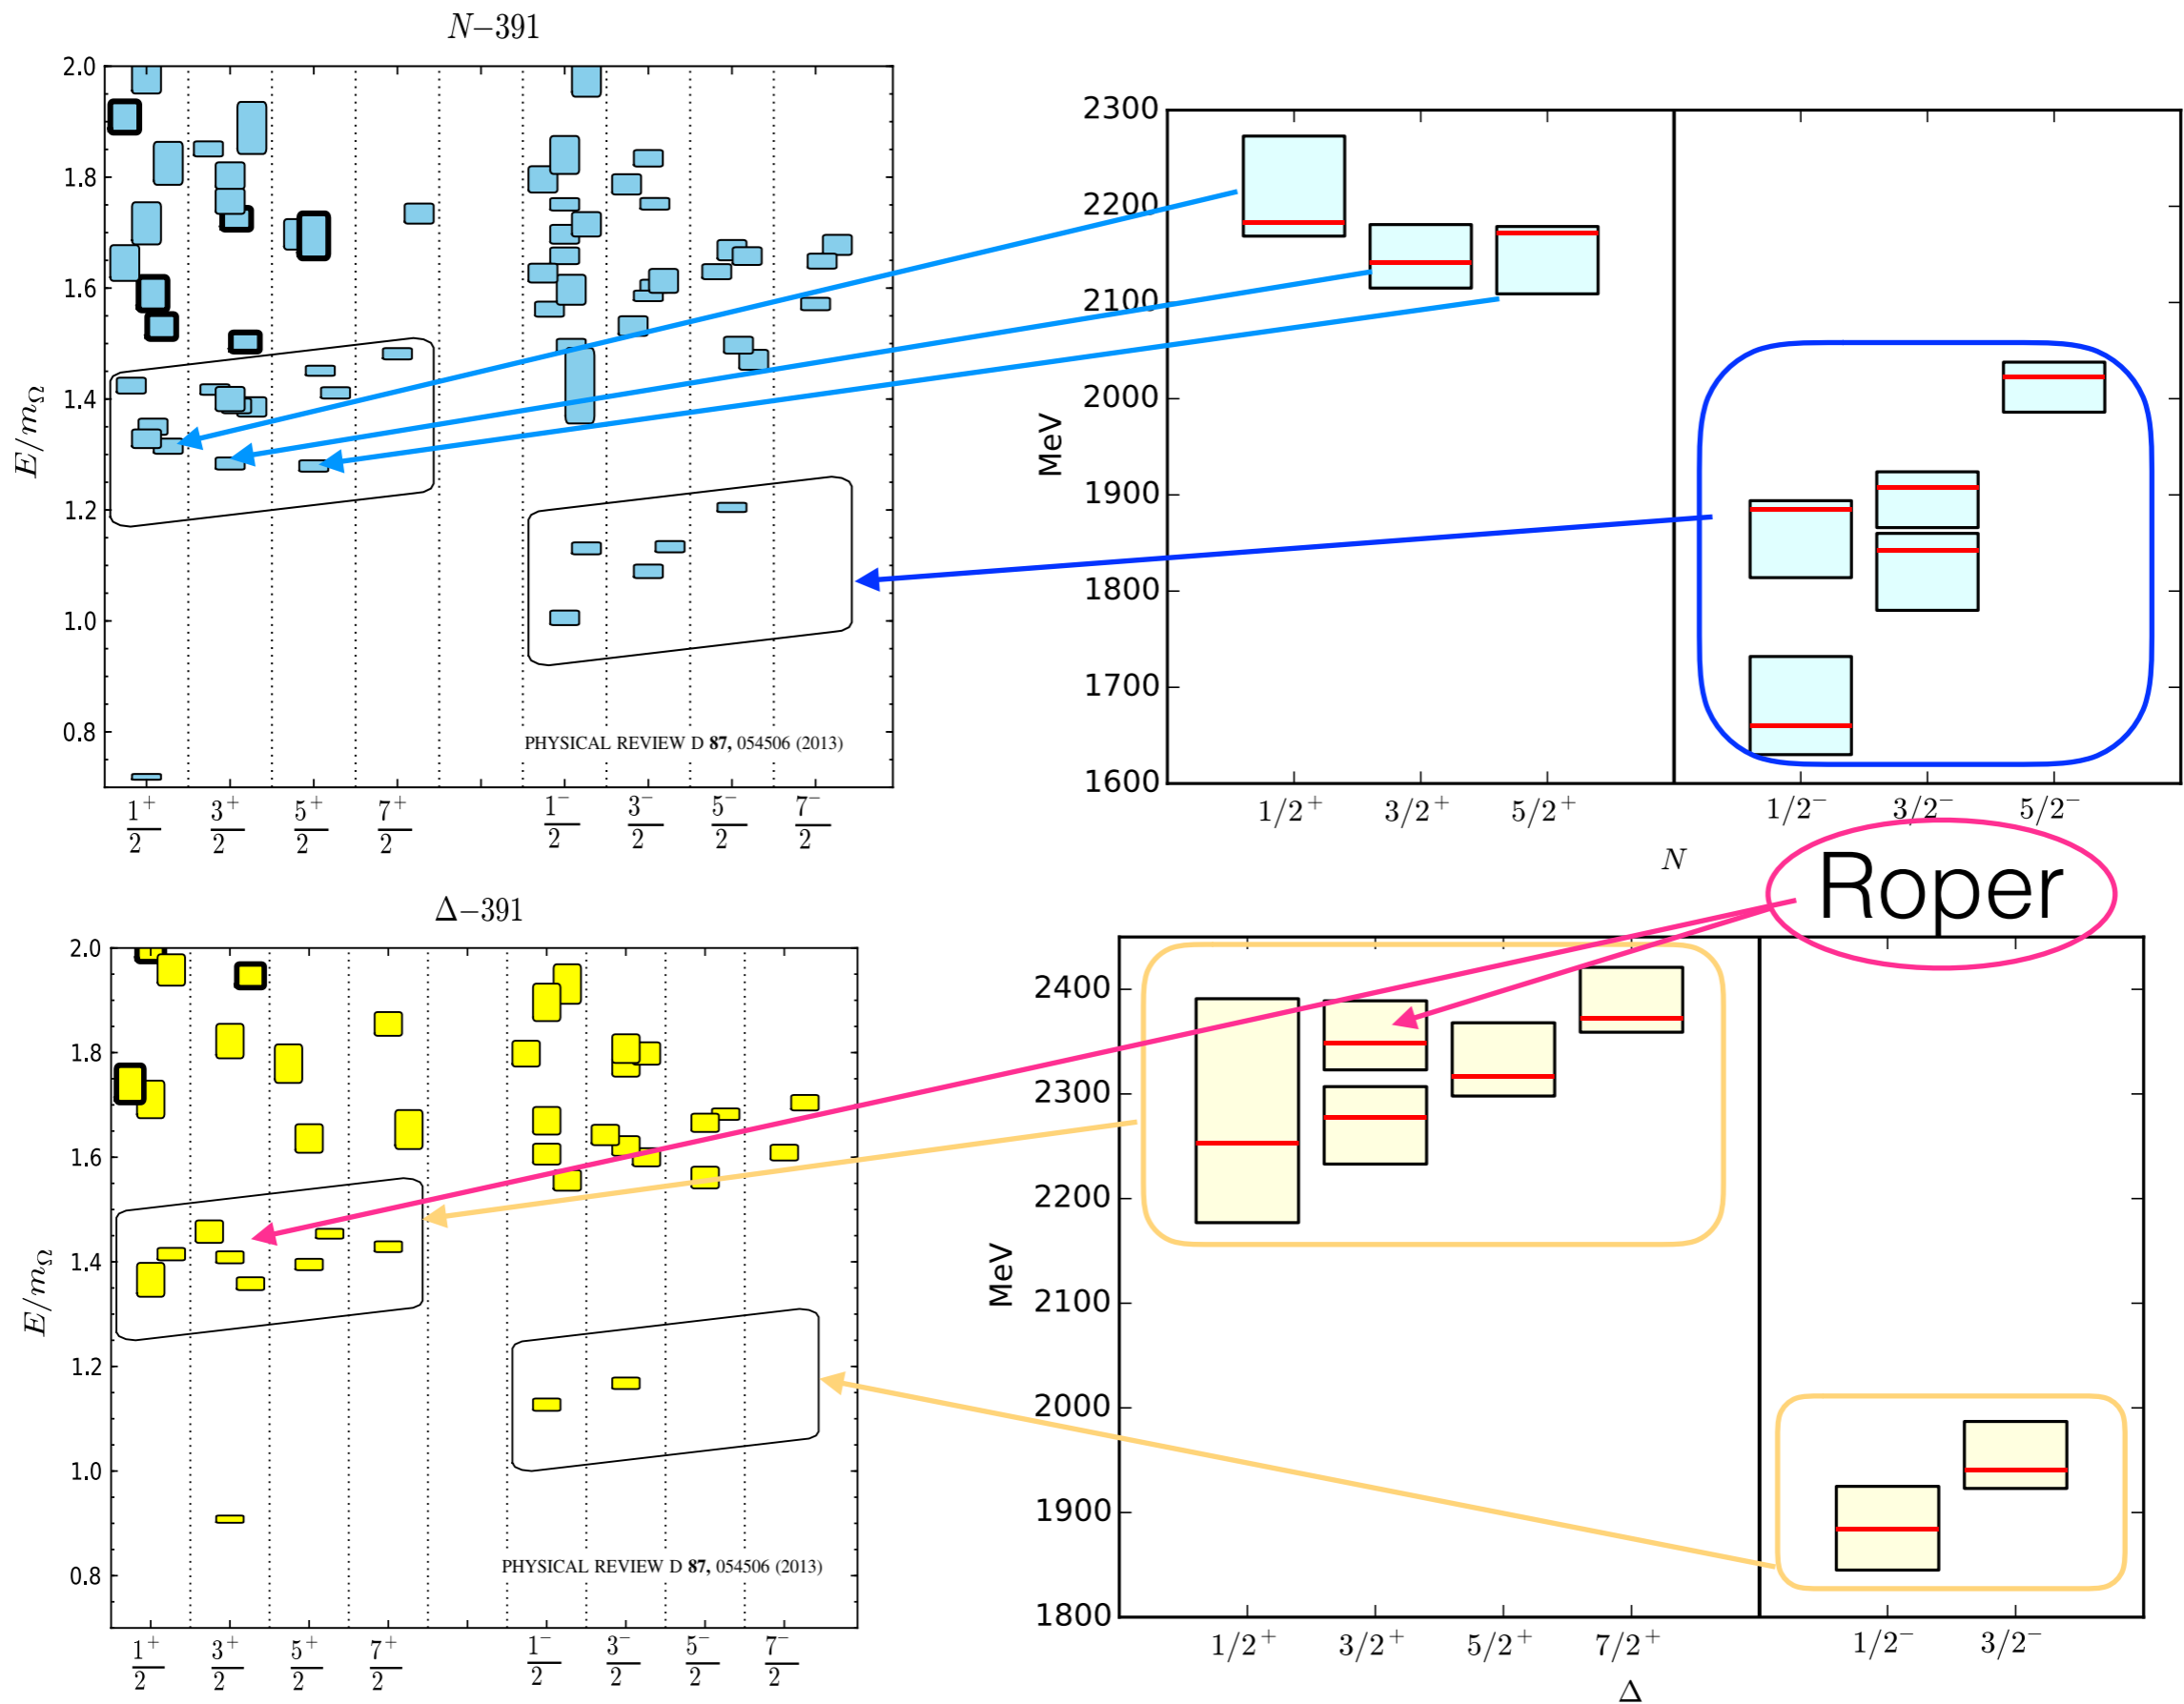 N−391
2.0
1.8
1.6
1.4
1.2
1.0
0.8
E/m_Ω
PHYSICAL REVIEW D 87, 054506 (2013)
1⁺/2 3⁺/2 5⁺/2 7⁺/2 1⁻/2 3⁻/2 5⁻/2 7⁻/2
2300
2200
2100
2000
1900
1800
1700
1600
MeV
1/2⁺ 3/2⁺ 5/2⁺ 1/2⁻ 3/2⁻ 5/2⁻
N
Roper
Δ−391
2.0
1.8
1.6
1.4
1.2
1.0
0.8
E/m_Ω
PHYSICAL REVIEW D 87, 054506 (2013)
1⁺/2 3⁺/2 5⁺/2 7⁺/2 1⁻/2 3⁻/2 5⁻/2 7⁻/2
2400
2300
2200
2100
2000
1900
1800
MeV
1/2⁺ 3/2⁺ 5/2⁺ 7/2⁺ 1/2⁻ 3/2⁻
Δ